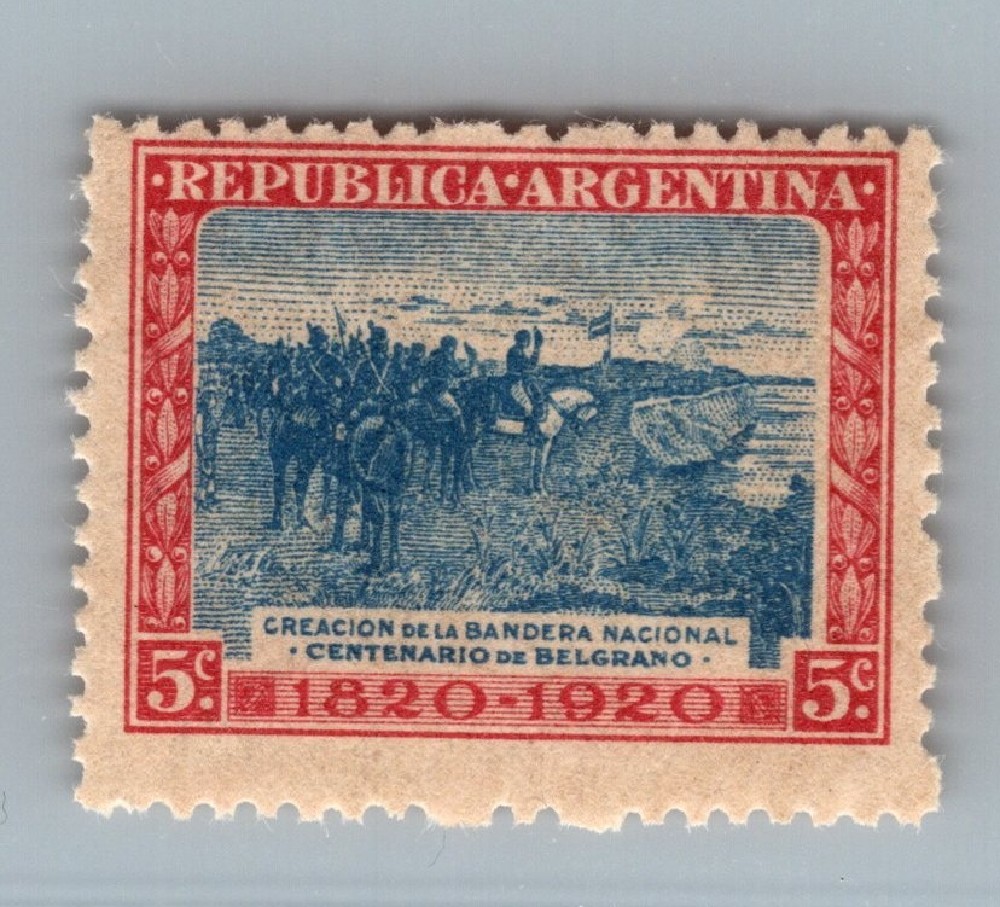 ·REPUBLICA·ARGENTINA·
CREACION DE LA BANDERA NACIONAL
· CENTENARIO DE BELGRANO ·
5c. 1820-1920 5c.